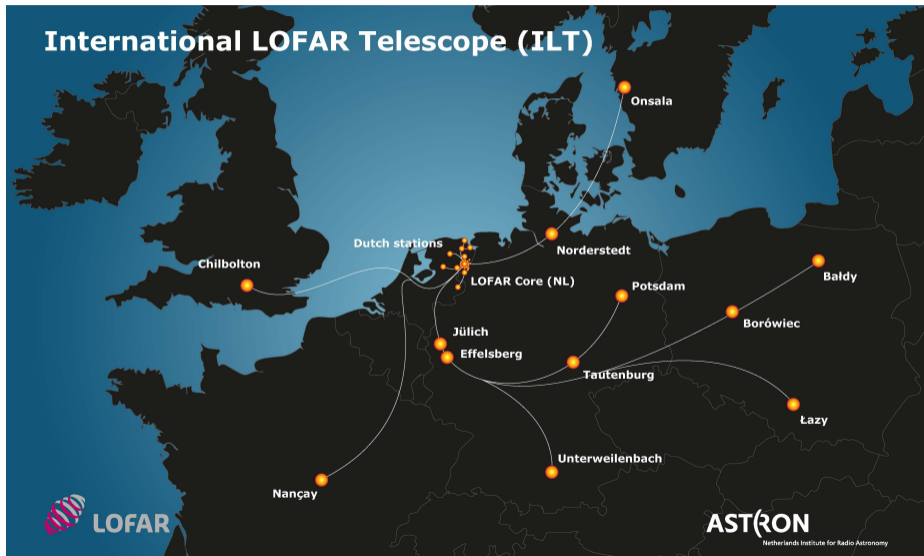 International LOFAR Telescope (ILT)
Onsala
Dutch stations
Norderstedt
Chilbolton
LOFAR Core (NL)
Potsdam
Bałdy
Borówiec
Jülich
Effelsberg
Tautenburg
Łazy
Unterweilenbach
Nançay
LOFAR
ASTRON
Netherlands Institute for Radio Astronomy